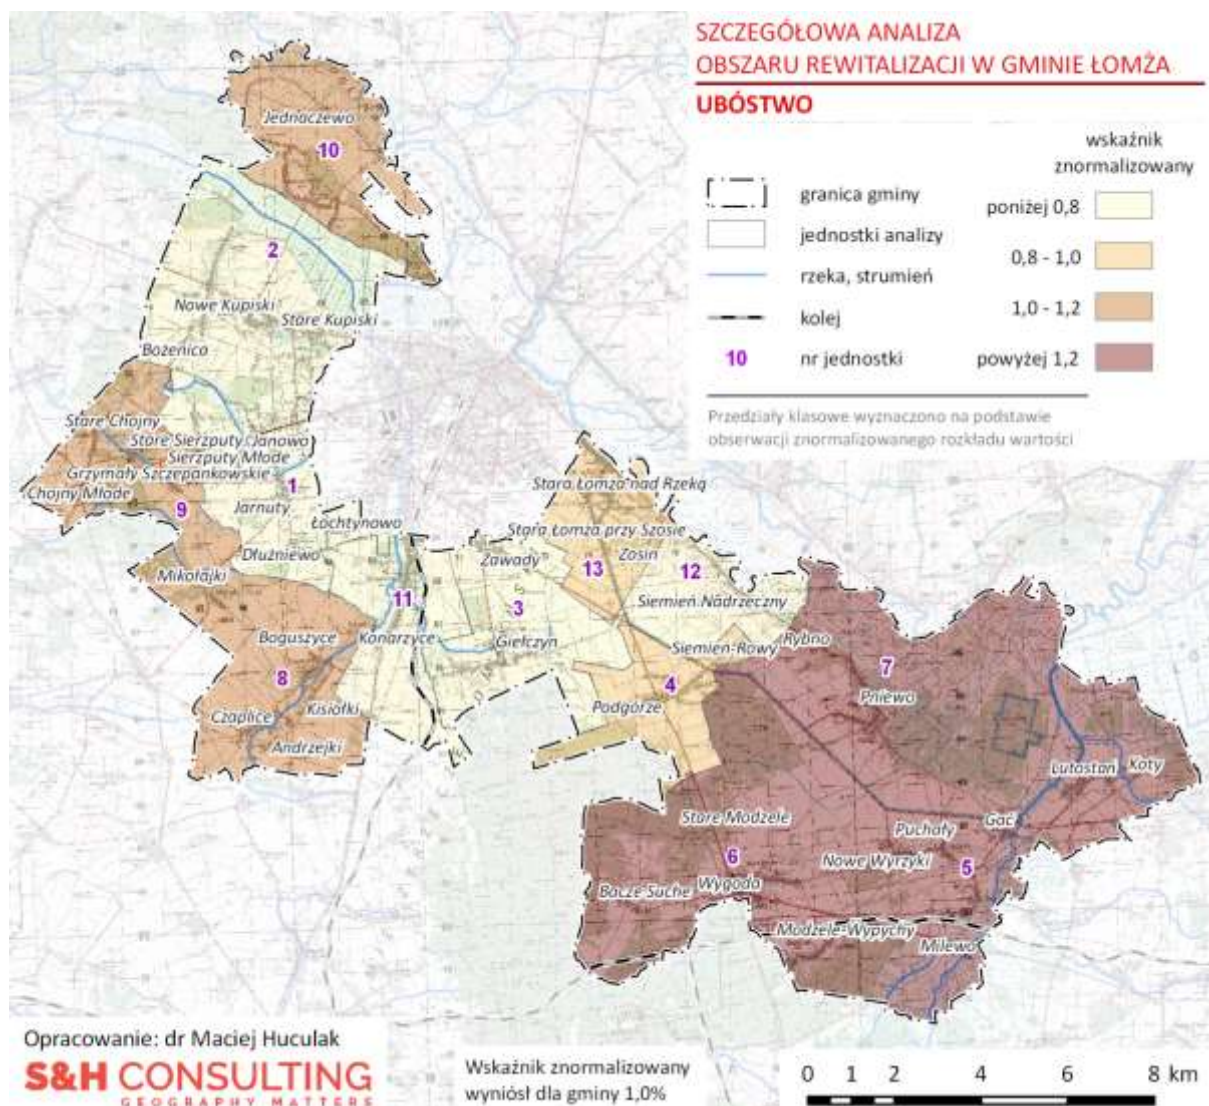 SZCZEGÓŁOWA ANALIZA
OBSZARU REWITALIZACJI W GMINIE ŁOMŻA
UBÓSTWO
wskaźnik
znormalizowany
granica gminy
poniżej 0,8
jednostki analizy
0,8 - 1,0
rzeka, strumień
1,0 - 1,2
kolej
10
nr jednostki
powyżej 1,2
Przedziały klasowe wyznaczono na podstawie
obserwacji znormalizowanego rozkładu wartości
Jednaczewo
10
2
Nowe Kupiski
Stare Kupiski
Bożenica
Stare Chojny
Stare Sierzputy
Janowo
Sierzputy Młode
Grzymały Szczepankowskie
Chojny Młode
1
9
Jarnuty
Łochtynowo
Dłużniewo
Mikołajki
Stara Łomża nad Rzeką
Stara Łomża przy Szosie
Zawady
Zosin
13
12
11
3
Siemień Nadrzeczny
Boguszyce
Konarzyce
Giełczyn
Siemień-Rowy
Rybno
8
4
7
Pniewo
Czaplice
Kisiołki
Podgórze
Andrzejki
Lutostań
Koty
Stare Modzele
Puchały
Gać
6
Nowe Wyrzyki
5
Bacze Suche
Wygoda
Modzele-Wypychy
Milewo
Opracowanie: dr Maciej Huculak
S&H CONSULTING
GEOGRAPHY MATTERS
Wskaźnik znormalizowany
wyniósł dla gminy 1,0%
0 1 2 4 6 8 km